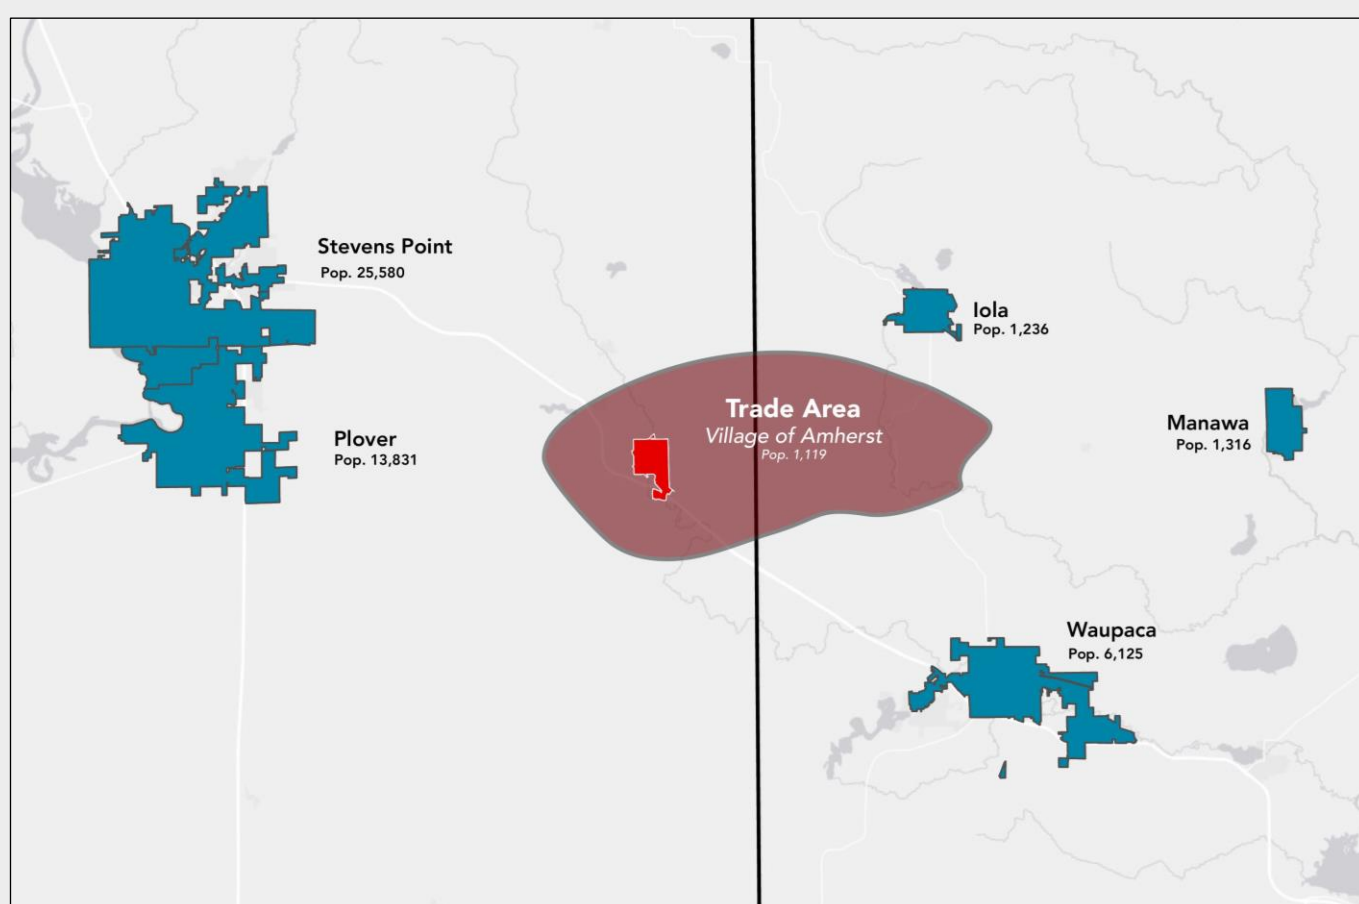 Stevens Point
Pop. 25,580
Iola
Pop. 1,236
Trade Area
Village of Amherst
Pop. 1,119
Manawa
Pop. 1,316
Plover
Pop. 13,831
Waupaca
Pop. 6,125